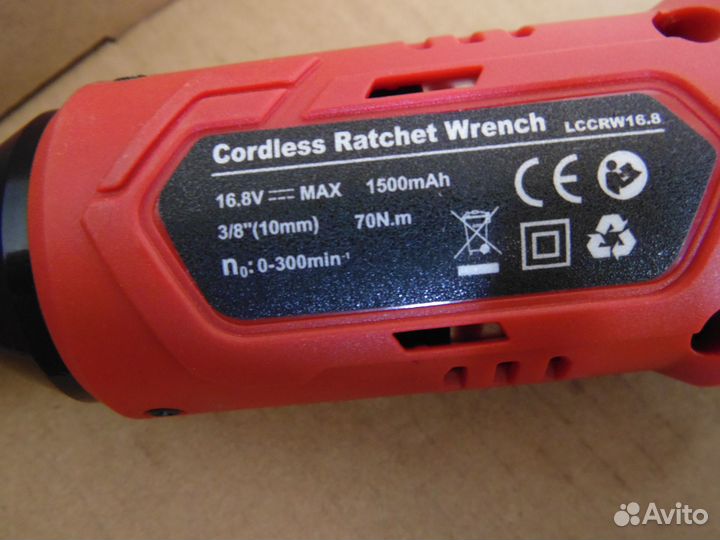 Cordless Ratchet Wrench LCCRW16.8
16.8V MAX 1500mAh
3/8"(10mm) 70N.m
n₀: 0-300min⁻¹
CE
Avito